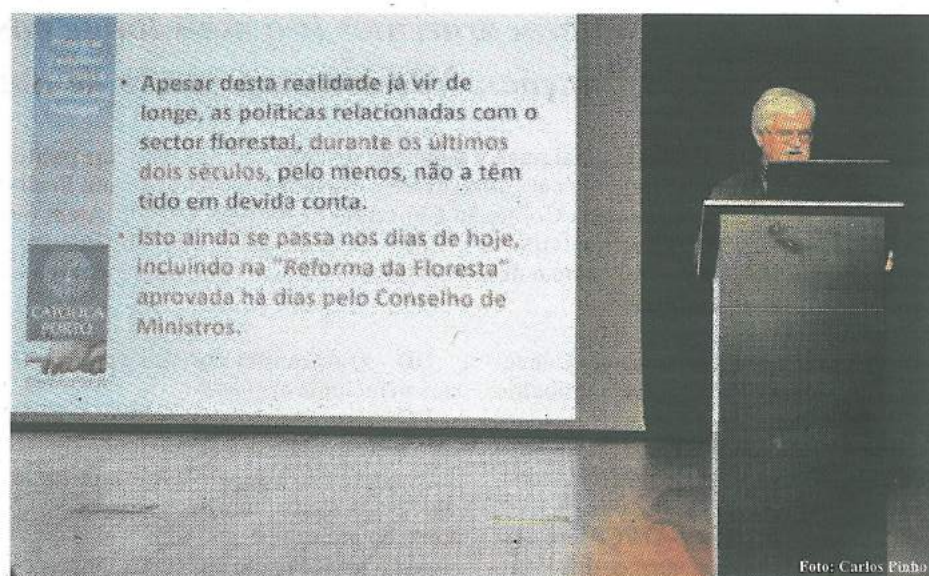 • Apesar desta realidade já vir de
longe, as políticas relacionadas com o
sector florestal, durante os últimos
dois séculos, pelo menos, não a têm
tido em devida conta.
• Isto ainda se passa nos dias de hoje,
incluindo na "Reforma da Floresta"
aprovada há dias pelo Conselho de
Ministros.
CATÓLICA
PORTO
Foto: Carlos Pinho